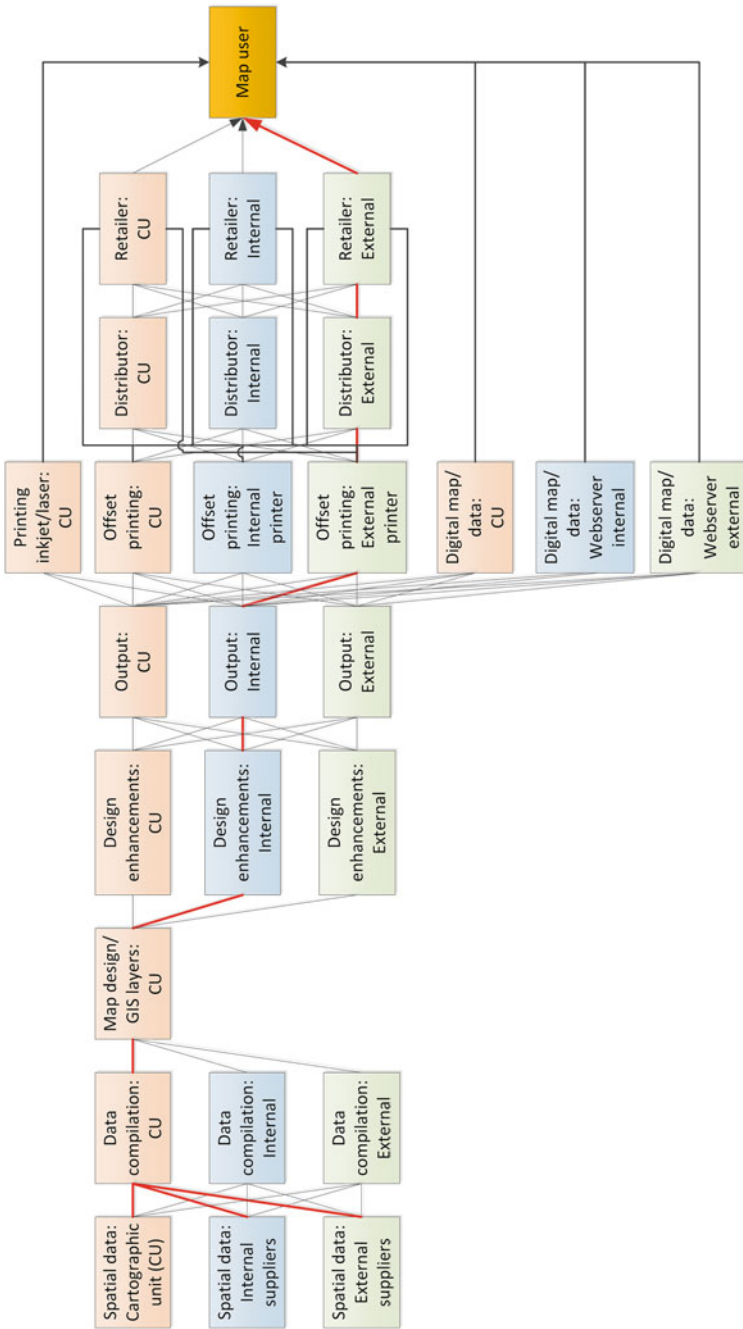 Spatial data:
Cartographic
unit (CU)
Spatial data:
Internal
suppliers
Spatial data:
External
suppliers
Data
compilation:
CU
Data
compilation:
Internal
Data
compilation:
External
Map design/
GIS layers:
CU
Design
enhancements:
CU
Design
enhancements:
Internal
Design
enhancements:
External
Output:
CU
Output:
Internal
Output:
External
Printing
inkjet/laser:
CU
Offset
printing:
CU
Offset
printing:
Internal
printer
Offset
printing:
External
printer
Digital map/
data:
CU
Digital map/
data:
Webserver
internal
Digital map/
data:
Webserver
external
Distributor:
CU
Distributor:
Internal
Distributor:
External
Retailer:
CU
Retailer:
Internal
Retailer:
External
Map user